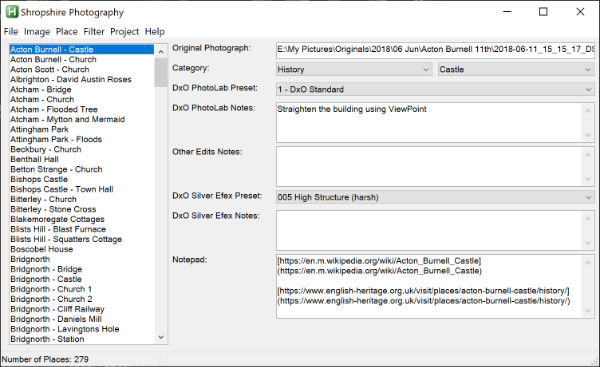 Shropshire Photography
File Image Place Filter Project Help
Acton Burnell - Castle
Acton Burnell - Church
Acton Scott - Church
Albrighton - David Austin Roses
Atcham - Bridge
Atcham - Church
Atcham - Flooded Tree
Atcham - Mytton and Mermaid
Attingham Park
Attingham Park - Floods
Beckbury - Church
Benthall Hall
Betton Strange - Church
Bishops Castle
Bishops Castle - Town Hall
Bitterley - Church
Bitterley - Stone Cross
Blakemoregate Cottages
Blists Hill - Blast Furnace
Blists Hill - Squatters Cottage
Boscobel House
Bridgnorth
Bridgnorth - Bridge
Bridgnorth - Castle
Bridgnorth - Church 1
Bridgnorth - Church 2
Bridgnorth - Cliff Railway
Bridgnorth - Daniels Mill
Bridgnorth - Lavingtons Hole
Bridgnorth - Station
Original Photograph: E:\My Pictures\Originals\2018\06 Jun\Acton Burnell 11th\2018-06-11_15_15_17_DS
Category: History Castle
DxO PhotoLab Preset: 1 - DxO Standard
DxO PhotoLab Notes: Straighten the building using ViewPoint
Other Edits Notes:
DxO Silver Efex Preset: 005 High Structure (harsh)
DxO Silver Efex Notes:
Notepad: [https://en.m.wikipedia.org/wiki/Acton_Burnell_Castle]
(https://en.m.wikipedia.org/wiki/Acton_Burnell_Castle)
[https://www.english-heritage.org.uk/visit/places/acton-burnell-castle/history/]
(https://www.english-heritage.org.uk/visit/places/acton-burnell-castle/history/)
Number of Places: 279